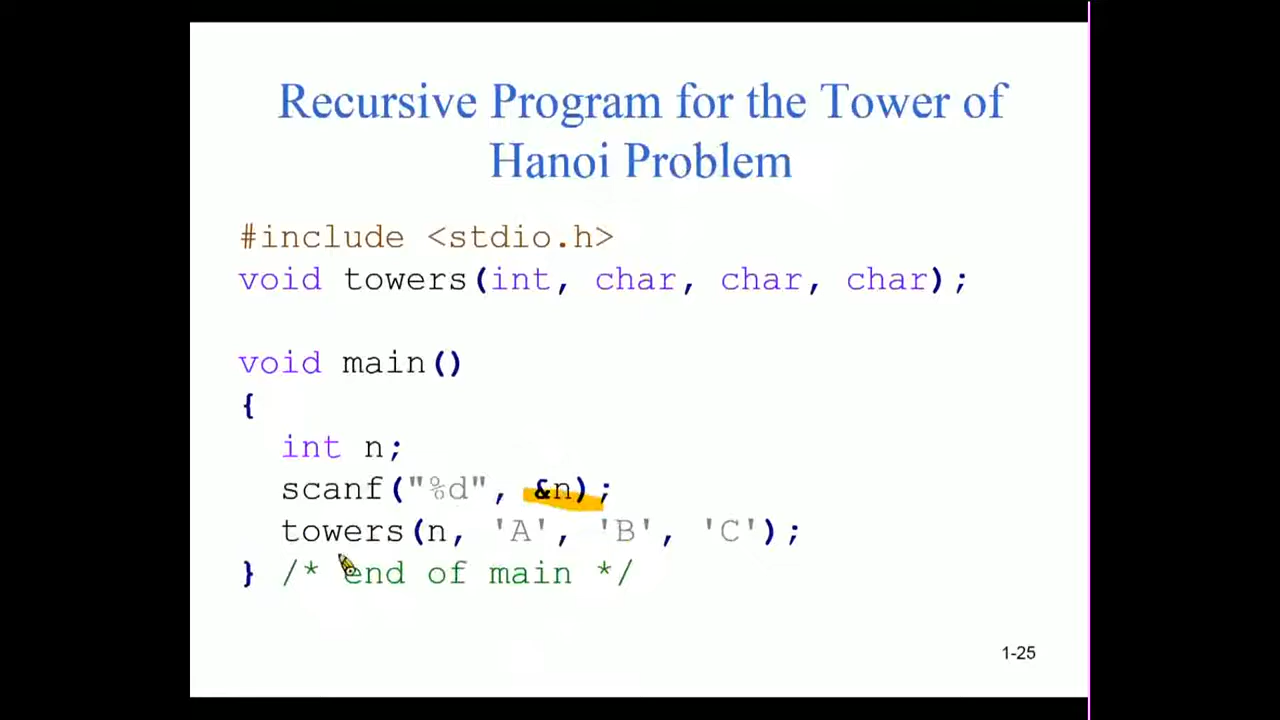 Recursive Program for the Tower of
Hanoi Problem
#include <stdio.h>
void towers(int, char, char, char);
void main()
{
int n;
scanf("%d", &n);
towers(n, 'A', 'B', 'C');
} /* end of main */
1-25